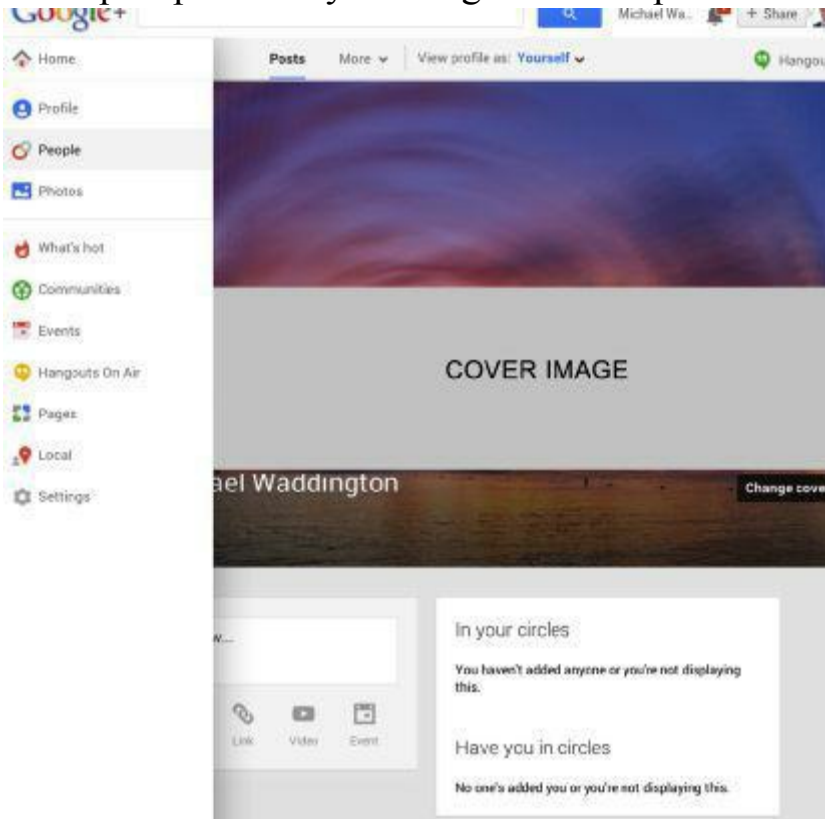 Google+
Michael Wa... + Share
Home
Posts More View profile as: Yourself
Profile
People
Photos
What's hot
Communities
Events
Hangouts On Air
Pages
Local
Settings
COVER IMAGE
ael Waddington
Change cove
w...
Link Video Event
In your circles
You haven't added anyone or you're not displaying
this.
Have you in circles
No one's added you or you're not displaying this.